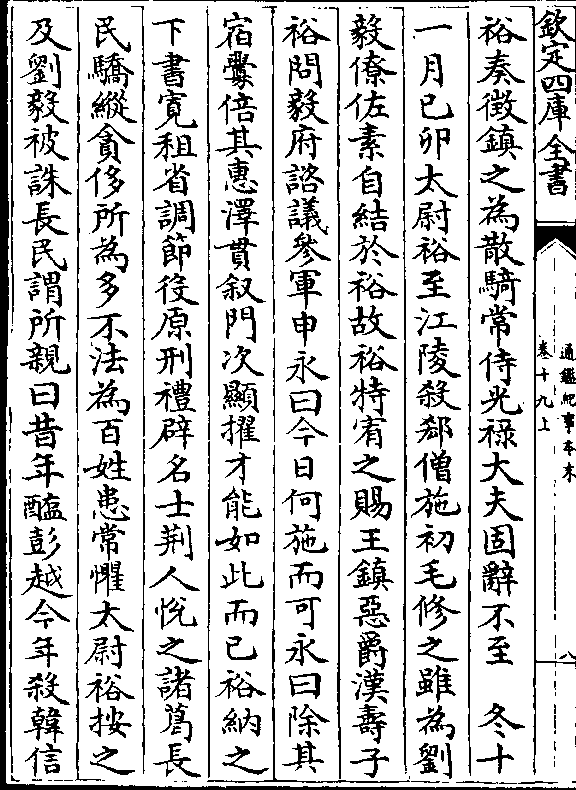 欽定四庫全書
通鑑紀事本末
卷十九上
八
裕奏徴鎮之為散騎常侍光禄大夫固辭不至　冬十
一月己卯太尉裕至江陵殺郗僧施初毛修之雖為劉
毅僚佐素自結於裕故裕特宥之賜王鎮惡爵漢壽子
裕問毅府諮議參軍申永曰今日何施而可永曰除其
宿釁倍其惠澤貫叙門次顯擢才能如此而已裕納之
下書寛租省調節役原刑禮辟名士荆人悦之諸葛長
民驕縱貪侈所為多不法為百姓患常懼太尉裕按之
及劉毅被誅長民謂所親曰昔年醢彭越今年殺韓信